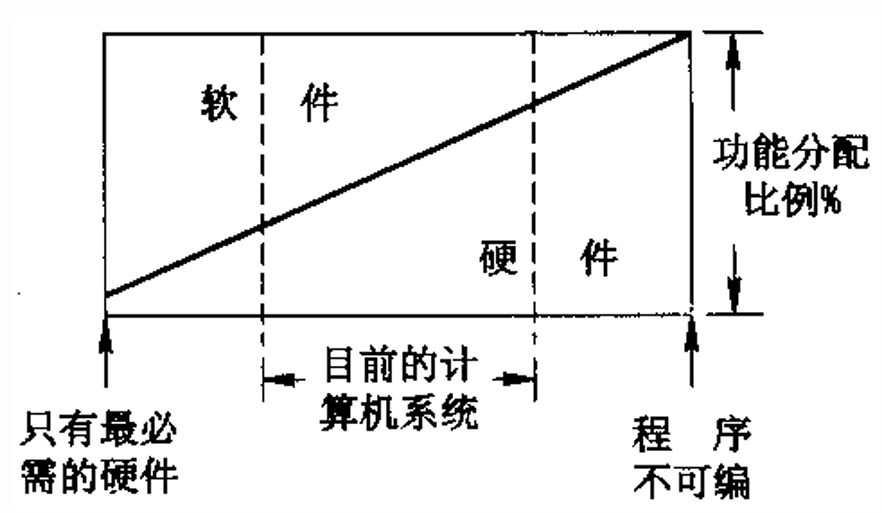 软 件
功能分配
比例%
硬 件
目前的计
算机系统
只有最必
需的硬件
程 序
不可编